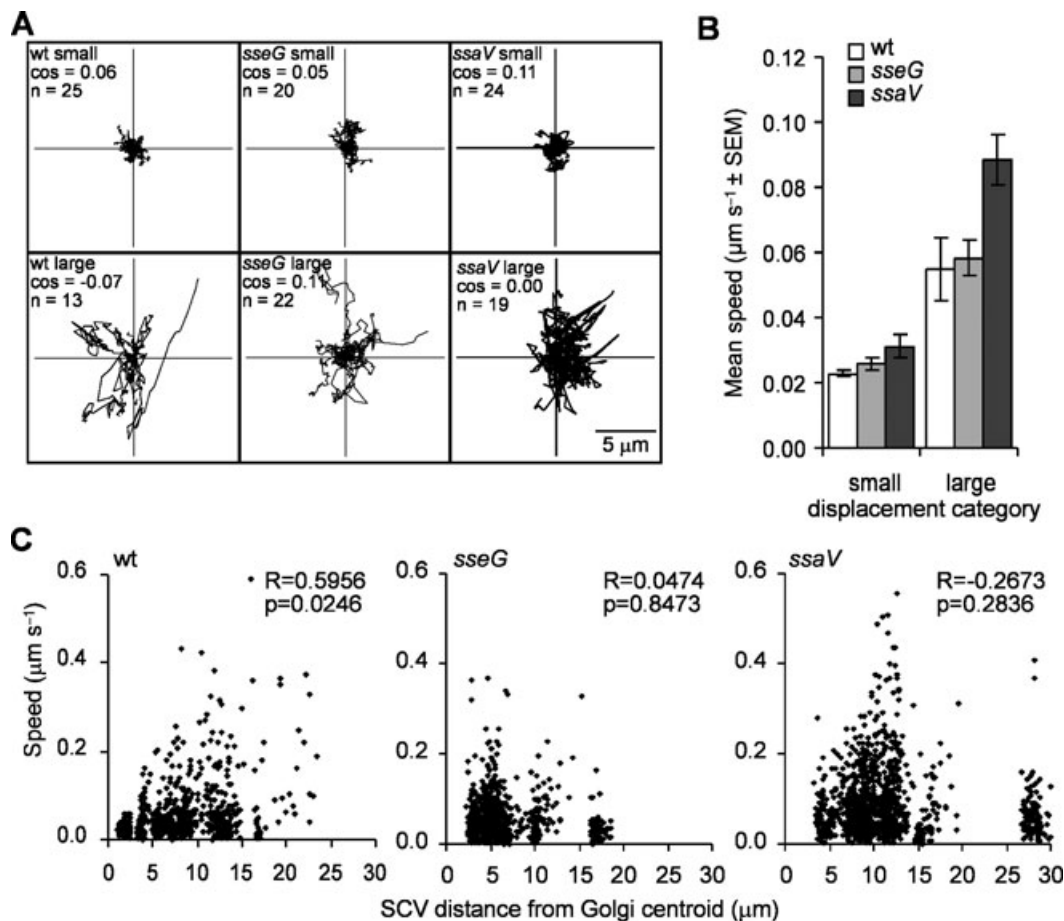 A
wt small
cos = 0.06
n = 25
sseG small
cos = 0.05
n = 20
ssaV small
cos = 0.11
n = 24
wt large
cos = -0.07
n = 13
sseG large
cos = 0.11
n = 22
ssaV large
cos = 0.00
n = 19
5 μm
B
wt
sseG
ssaV
Mean speed (μm s⁻¹ ± SEM)
0.12
0.10
0.08
0.06
0.04
0.02
0.00
small
large
displacement category
C
wt
R=0.5956
p=0.0246
Speed (μm s⁻¹)
0.6
0.4
0.2
0.0
0 5 10 15 20 25 30
sseG
R=0.0474
p=0.8473
0.6
0.4
0.2
0.0
0 5 10 15 20 25 30
ssaV
R=-0.2673
p=0.2836
0.6
0.4
0.2
0.0
0 5 10 15 20 25 30
SCV distance from Golgi centroid (μm)